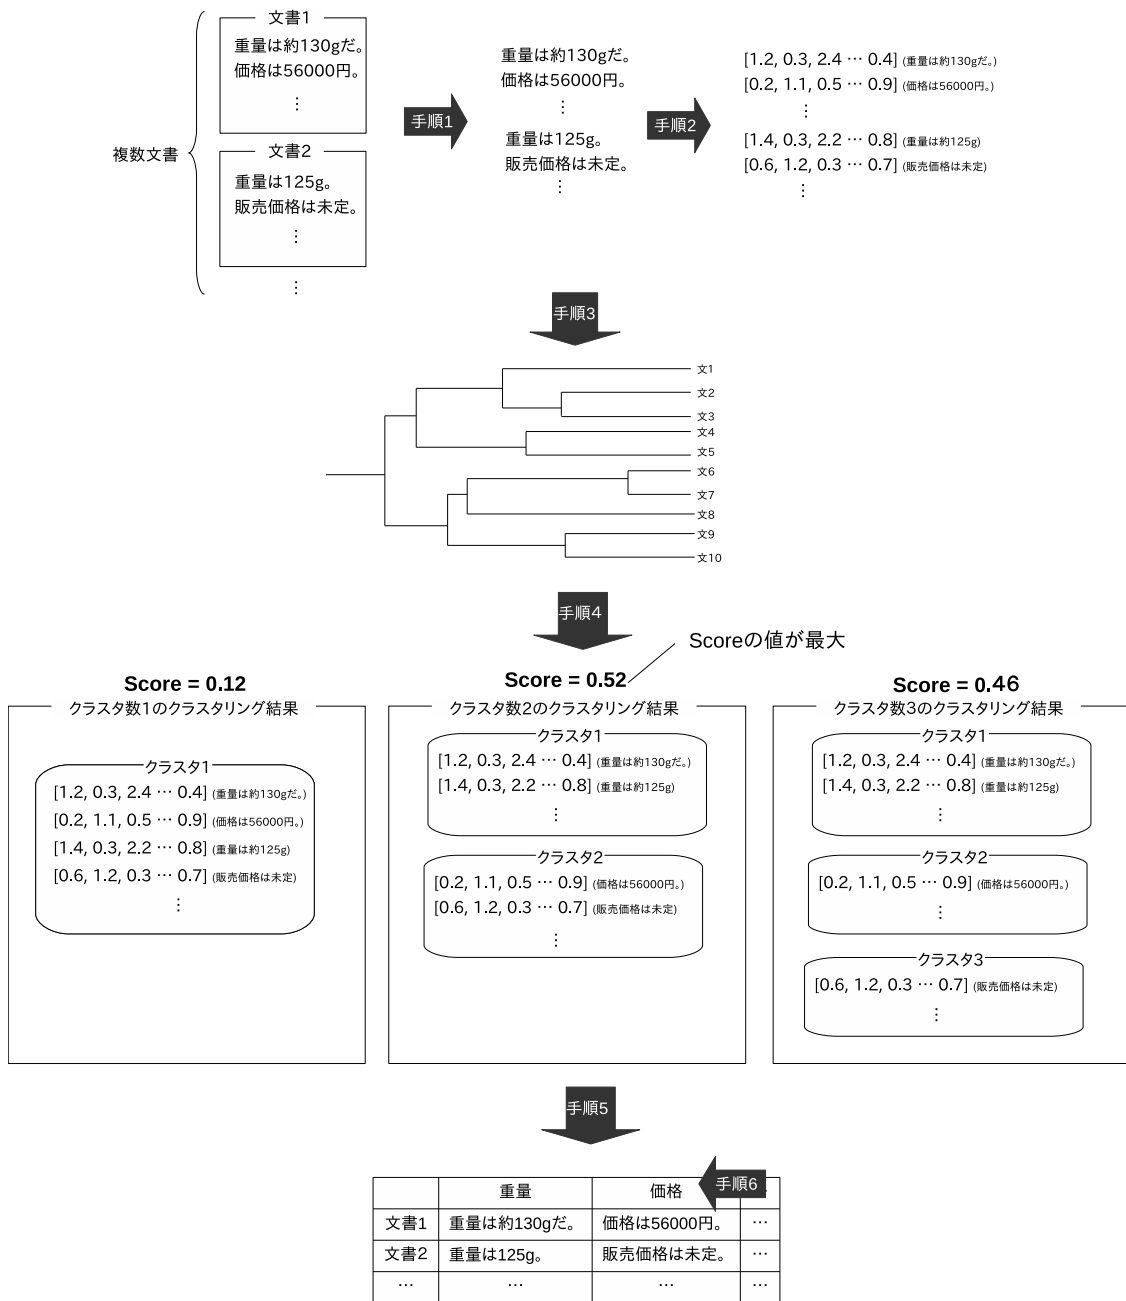 文書1
重量は約130gだ。
価格は56000円。
⋮
複数文書
文書2
重量は125g。
販売価格は未定。
⋮
⋮
手順1
重量は約130gだ。
価格は56000円。
⋮
重量は125g。
販売価格は未定。
⋮
手順2
[1.2, 0.3, 2.4 ⋯ 0.4] (重量は約130gだ。)
[0.2, 1.1, 0.5 ⋯ 0.9] (価格は56000円。)
⋮
[1.4, 0.3, 2.2 ⋯ 0.8] (重量は約125g)
[0.6, 1.2, 0.3 ⋯ 0.7] (販売価格は未定)
⋮
手順3
文1
文2
文3
文4
文5
文6
文7
文8
文9
文10
手順4
Scoreの値が最大
Score = 0.12
クラスタ数1のクラスタリング結果
クラスタ1
[1.2, 0.3, 2.4 ⋯ 0.4] (重量は約130gだ。)
[0.2, 1.1, 0.5 ⋯ 0.9] (価格は56000円。)
[1.4, 0.3, 2.2 ⋯ 0.8] (重量は約125g)
[0.6, 1.2, 0.3 ⋯ 0.7] (販売価格は未定)
⋮
Score = 0.52
クラスタ数2のクラスタリング結果
クラスタ1
[1.2, 0.3, 2.4 ⋯ 0.4] (重量は約130gだ。)
[1.4, 0.3, 2.2 ⋯ 0.8] (重量は約125g)
⋮
クラスタ2
[0.2, 1.1, 0.5 ⋯ 0.9] (価格は56000円。)
[0.6, 1.2, 0.3 ⋯ 0.7] (販売価格は未定)
⋮
Score = 0.46
クラスタ数3のクラスタリング結果
クラスタ1
[1.2, 0.3, 2.4 ⋯ 0.4] (重量は約130gだ。)
[1.4, 0.3, 2.2 ⋯ 0.8] (重量は約125g)
⋮
クラスタ2
[0.2, 1.1, 0.5 ⋯ 0.9] (価格は56000円。)
⋮
クラスタ3
[0.6, 1.2, 0.3 ⋯ 0.7] (販売価格は未定)
⋮
手順5
重量 価格 手順6
文書1 重量は約130gだ。 価格は56000円。 ⋯
文書2 重量は125g。 販売価格は未定。 ⋯
⋯ ⋯ ⋯ ⋯